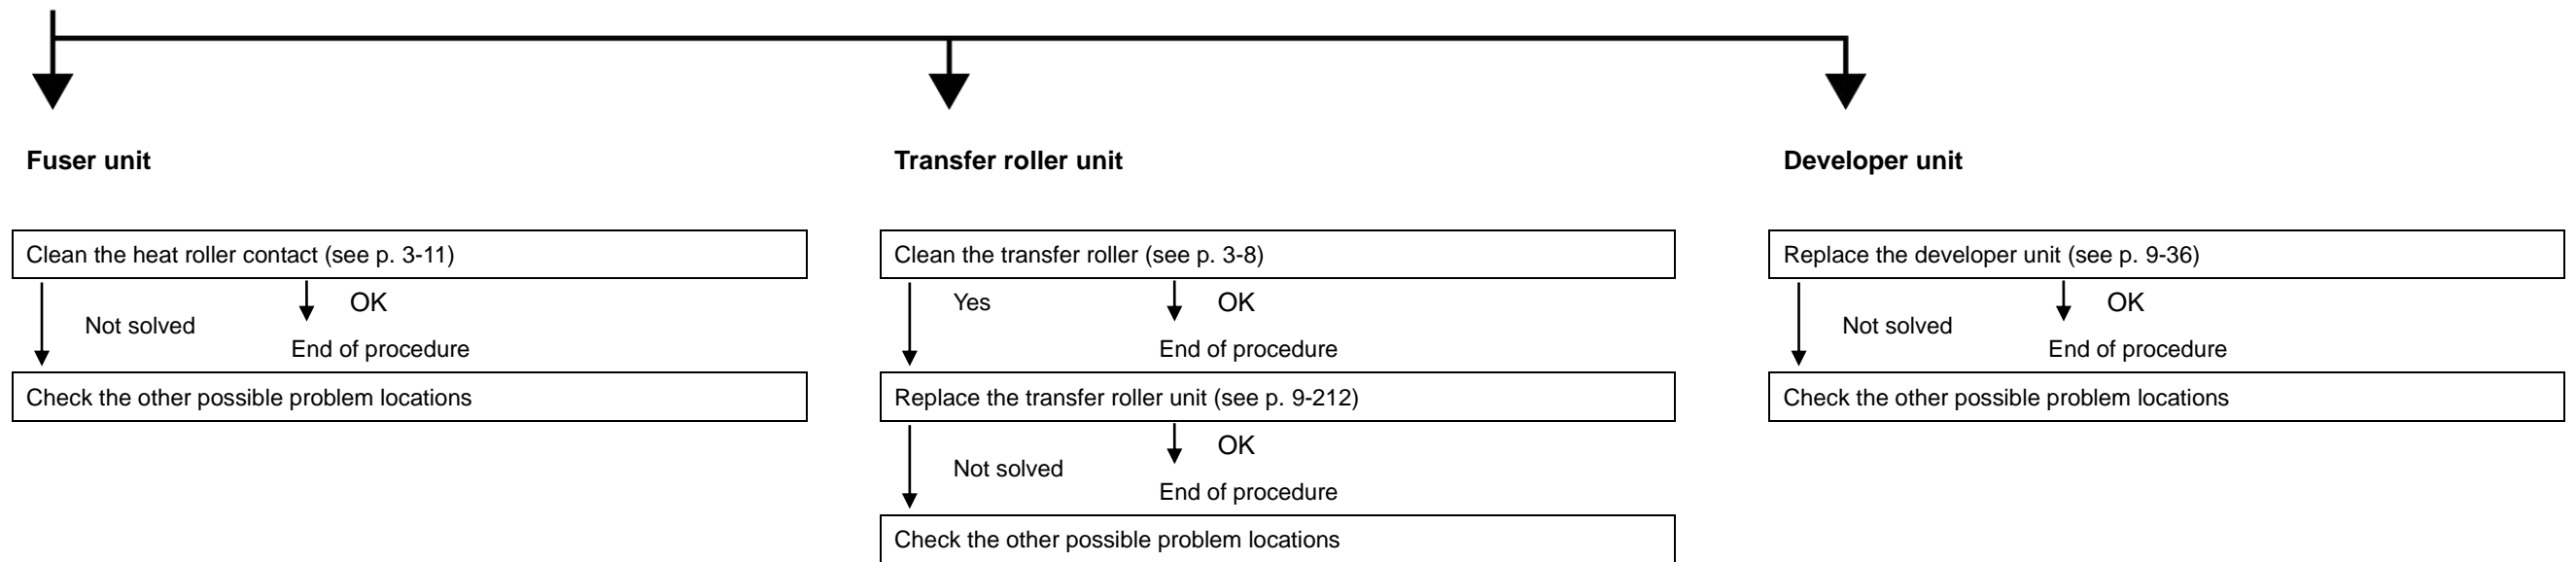 Fuser unit
Clean the heat roller contact (see p. 3-11)
OK
Not solved
End of procedure
Check the other possible problem locations
Transfer roller unit
Clean the transfer roller (see p. 3-8)
Yes
OK
End of procedure
Replace the transfer roller unit (see p. 9-212)
OK
Not solved
End of procedure
Check the other possible problem locations
Developer unit
Replace the developer unit (see p. 9-36)
OK
Not solved
End of procedure
Check the other possible problem locations